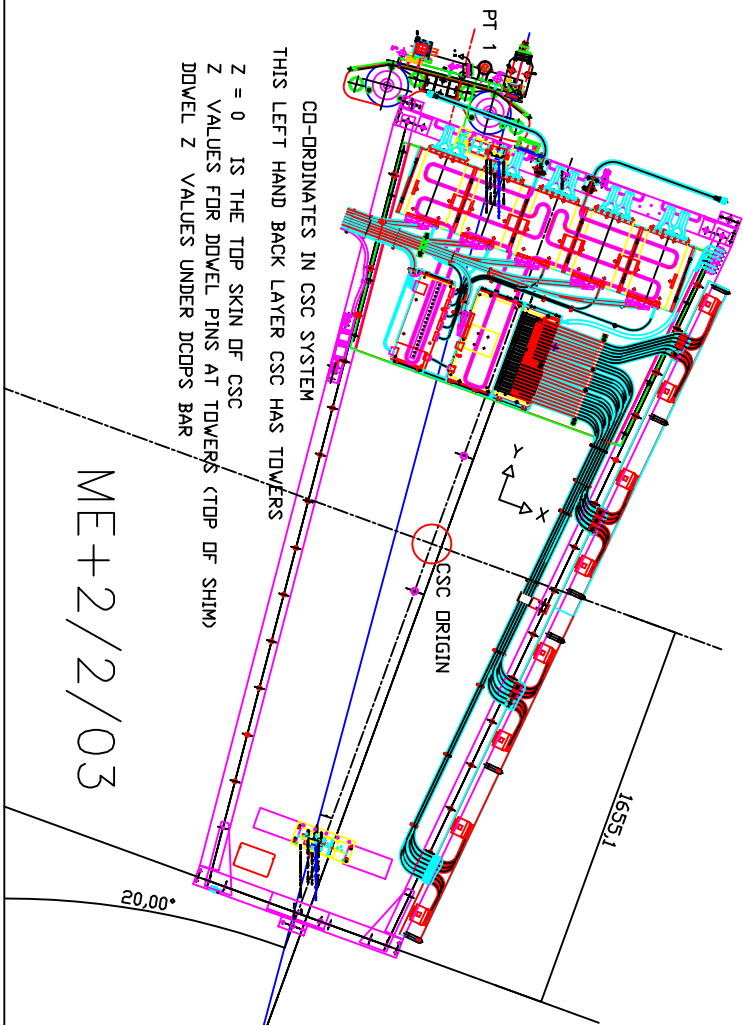 PT 1
CO-ORDINATES IN CSC SYSTEM
THIS LEFT HAND BACK LAYER CSC HAS TOWERS
Z = 0 IS THE TOP SKIN OF CSC
Z VALUES FOR DOWEL PINS AT TOWERS (TOP OF SHIM)
DOWEL Z VALUES UNDER DCOPS BAR
Y
X
CSC ORIGIN
ME+2/2/03
1655,1
20,00°